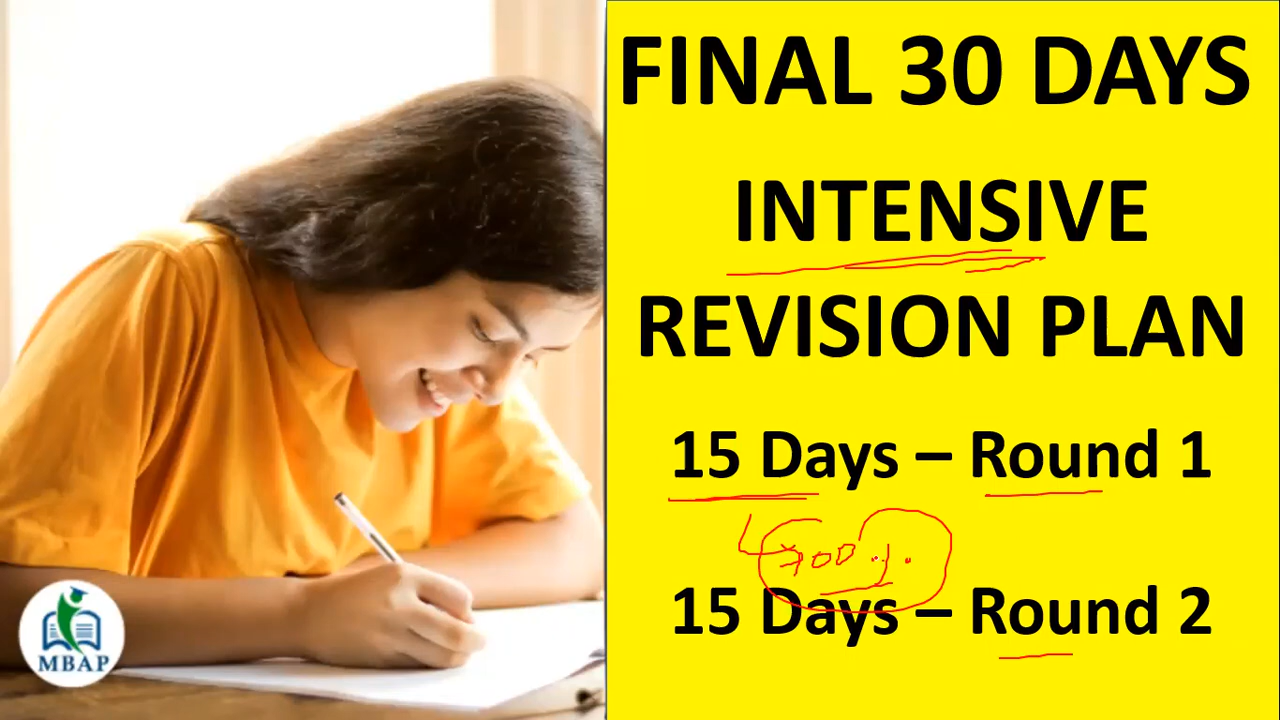 FINAL 30 DAYS
INTENSIVE
REVISION PLAN
15 Days – Round 1
15 Days – Round 2
MBAP